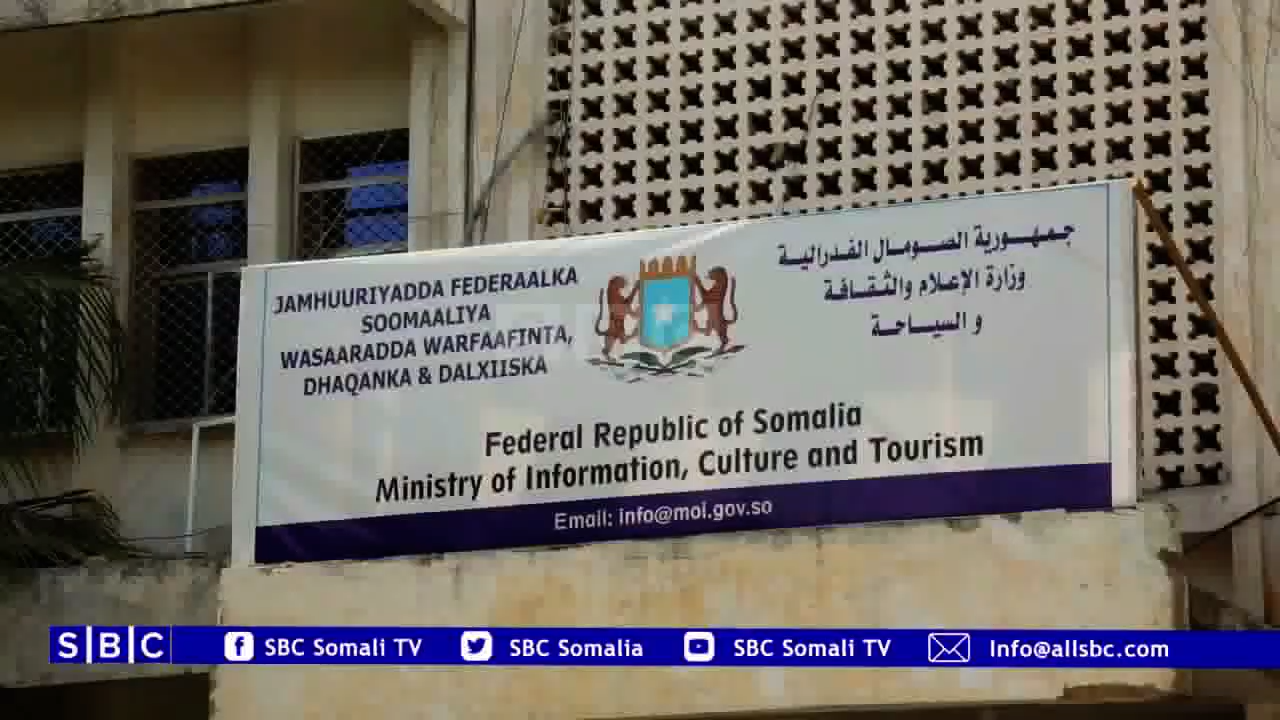 JAMHUURIYADDA FEDERAALKA
SOOMAALIYA
WASAARADDA WARFAAFINTA,
DHAQANKA & DALXIISKA
جمهورية الصومال الفدرالية
وزارة الإعلام والثقافة
و السياحة
Federal Republic of Somalia
Ministry of Information, Culture and Tourism
Email: info@moi.gov.so
SBC
SBC Somali TV
SBC Somalia
SBC Somali TV
Info@allsbc.com